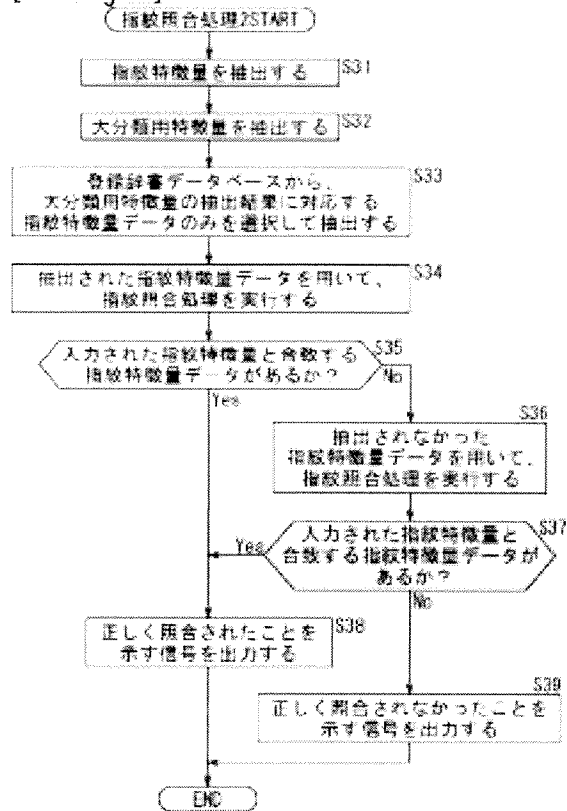 指紋照合処理2START
指紋特徴量を抽出する
S31
大分類用特徴量を抽出する
S32
登録辞書データベースから、
大分類用特徴量の抽出結果に対応する
指紋特徴量データのみを選択して抽出する
S33
抽出された指紋特徴量データを用いて、
指紋照合処理を実行する
S34
入力された指紋特徴量と合致する
指紋特徴量データがあるか？
S35
No
Yes
S36
抽出されなかった
指紋特徴量データを用いて、
指紋照合処理を実行する
入力された指紋特徴量と
合致する指紋特徴量データが
あるか？
S37
Yes
No
正しく照合されたことを
示す信号を出力する
S38
S39
正しく照合されなかったことを
示す信号を出力する
END